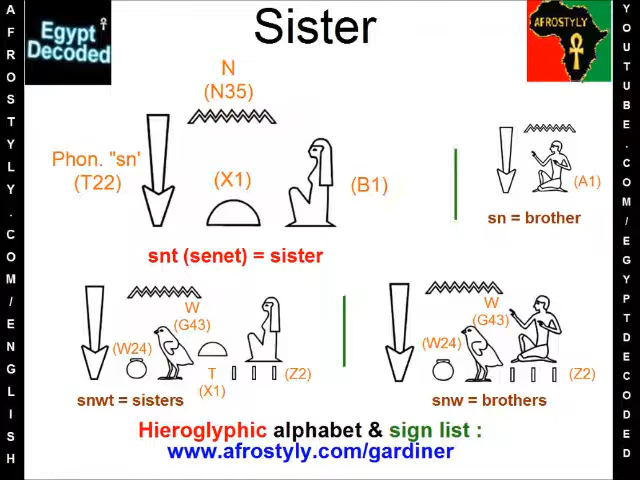 Sister
Egypt
Decoded
AFROSTYLY
AFROSTYLY.COM/ENGLISH
YOUTUBE.COM/EGYPTDECODED
N
(N35)
Phon. "sn'
(T22)
(X1)
(B1)
snt (senet) = sister
(A1)
sn = brother
W
(G43)
(W24)
T
(X1)
(Z2)
snwt = sisters
W
(G43)
(W24)
(Z2)
snw = brothers
Hieroglyphic alphabet & sign list :
www.afrostyly.com/gardiner